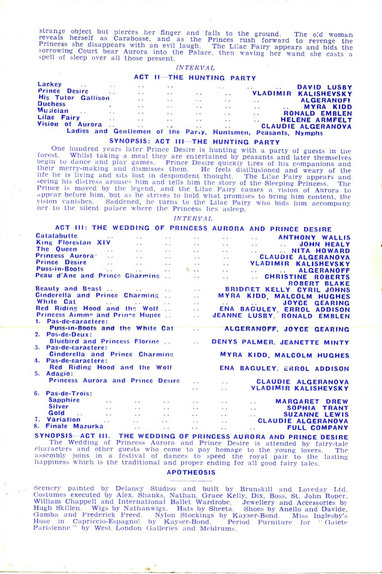 strange object but pierces her finger and falls to the ground. The old woman
reveals herself as Carabosse, and as the Princes rush forward to revenge the
Princess she disappears with an evil laugh. The Lilac Fairy appears and bids the
sorrowing Court bear Aurora into the Palace, then waving her wand she casts a
spell of sleep over all those present.
INTERVAL
ACT II—THE HUNTING PARTY
Lackey .. .. .. .. .. DAVID LUSBY
Prince Desire .. .. .. .. VLADIMIR KALISHEVSKY
His Tutor Gallison .. .. .. .. ALGERANOFF
Duchess .. .. .. .. .. MYRA KIDD
Musician .. .. .. .. RONALD EMBLEN
Lilac Fairy .. .. .. .. HELENE ARMFELT
Vision of Aurora .. .. .. .. CLAUDIE ALGERANOVA
Ladies and Gentlemen of the Party, Huntsmen, Peasants, Nymphs
SYNOPSIS: ACT III—THE HUNTING PARTY
One hundred years later Prince Desire is hunting with a party of guests in the
forest. Whilst taking a meal they are entertained by peasants and later themselves
begin to dance and play games. Prince Desire quickly tires of his companions and
their merry-making and dismisses them. He feels disillusioned and weary of the
life he is living and sits lost in despondent thought. The Lilac Fairy appears and
seeing his distress arouses him and tells him the story of the Sleeping Princess. The
Prince is moved by the legend, and the Lilac Fairy causes a vision of Aurora to
appear before him, but as he strives to hold what promises to bring him content, the
vision vanishes. Saddened, he turns to the Lilac Fairy who bids him accompany
her to the silent palace where the Princess lies asleep.
INTERVAL
ACT III: THE WEDDING OF PRINCESS AURORA AND PRINCE DESIRE
Catalabutte .. .. .. .. ANTHONY WALLIS
King Florestan XIV .. .. .. .. JOHN HEALY
The Queen .. .. .. .. NITA HOWARD
Princess Aurora .. .. .. .. CLAUDIE ALGERANOVA
Prince Desire .. .. .. .. VLADIMIR KALISHEVSKY
Puss-in-Boots .. .. .. .. ALGERANOFF
Peau d'Ane and Prince Charming .. .. .. CHRISTINE ROBERTS
ROBERT BLAKE
Beauty and Beast .. .. .. BRIDGET KELLY CYRIL JOHNS
Cinderella and Prince Charming .. .. MYRA KIDD, MALCOLM HUGHES
White Cat .. .. .. .. JOYCE GEARING
Red Riding Hood and the Wolf .. .. ENA BAGULEY, ERROL ADDISON
Princess Aimee and Prince House .. .. JEANNE LUSBY, RONALD EMBLEN
1. Pas-de-caractere:
Puss-in-Boots and the White Cat .. ALGERANOFF, JOYCE GEARING
2. Pos-de-Deux:
Bluebird and Princess Florine .. .. DENYS PALMER, JEANETTE MINTY
3. Pas-de-caractere:
Cinderella and Prince Charming .. MYRA KIDD, MALCOLM HUGHES
4. Pas-de-caractere:
Red Riding Hood and the Wolf .. ENA BAGULEY, ERROL ADDISON
5. Adagio:
Princess Aurora and Prince Desire .. .. CLAUDIE ALGERANOVA
VLADIMIR KALISHEVSKY
6. Pas-de-Trois:
Sapphire .. .. .. .. MARGARET DREW
Silver .. .. .. .. SOPHIA TRANT
Gold .. .. .. .. SUZANNE LEWIS
7. Variation .. .. .. .. CLAUDIE ALGERANOVA
8. Finale Mazurka .. .. .. .. FULL COMPANY
SYNOPSIS ACT III. THE WEDDING OF PRINCESS AURORA AND PRINCE DESIRE
The Wedding of Princess Aurora and Prince Desire is attended by fairy-tale
characters and other guests who come to pay homage to the young lovers. The
assembly joins in a festival of dances to speed the royal pair to the lasting
happiness which is the traditional and proper ending for all good fairy tales.
APOTHEOSIS
Scenery painted by Delaney Studios and built by Brunskill and Loveday Ltd.
Costumes executed by Alex. Shanks, Nathan, Grace Kelly, Dix, Boss, St. John Roper,
William Chappell and International Ballet Wardrobe. Jewellery and Accessories by
Hugh Skillen. Wigs by Nathanwigs. Hats by Sheeta. Shoes by Anello and Davide,
Gamba and Frederick Freed. Nylon Stockings by Kayser-Bond. Miss Inglesby's
Hose in Capriccio-Espagnol by Kayser-Bond. Period Furniture for "Gaiete
Parisienne" by West London Galleries and Meldrums.